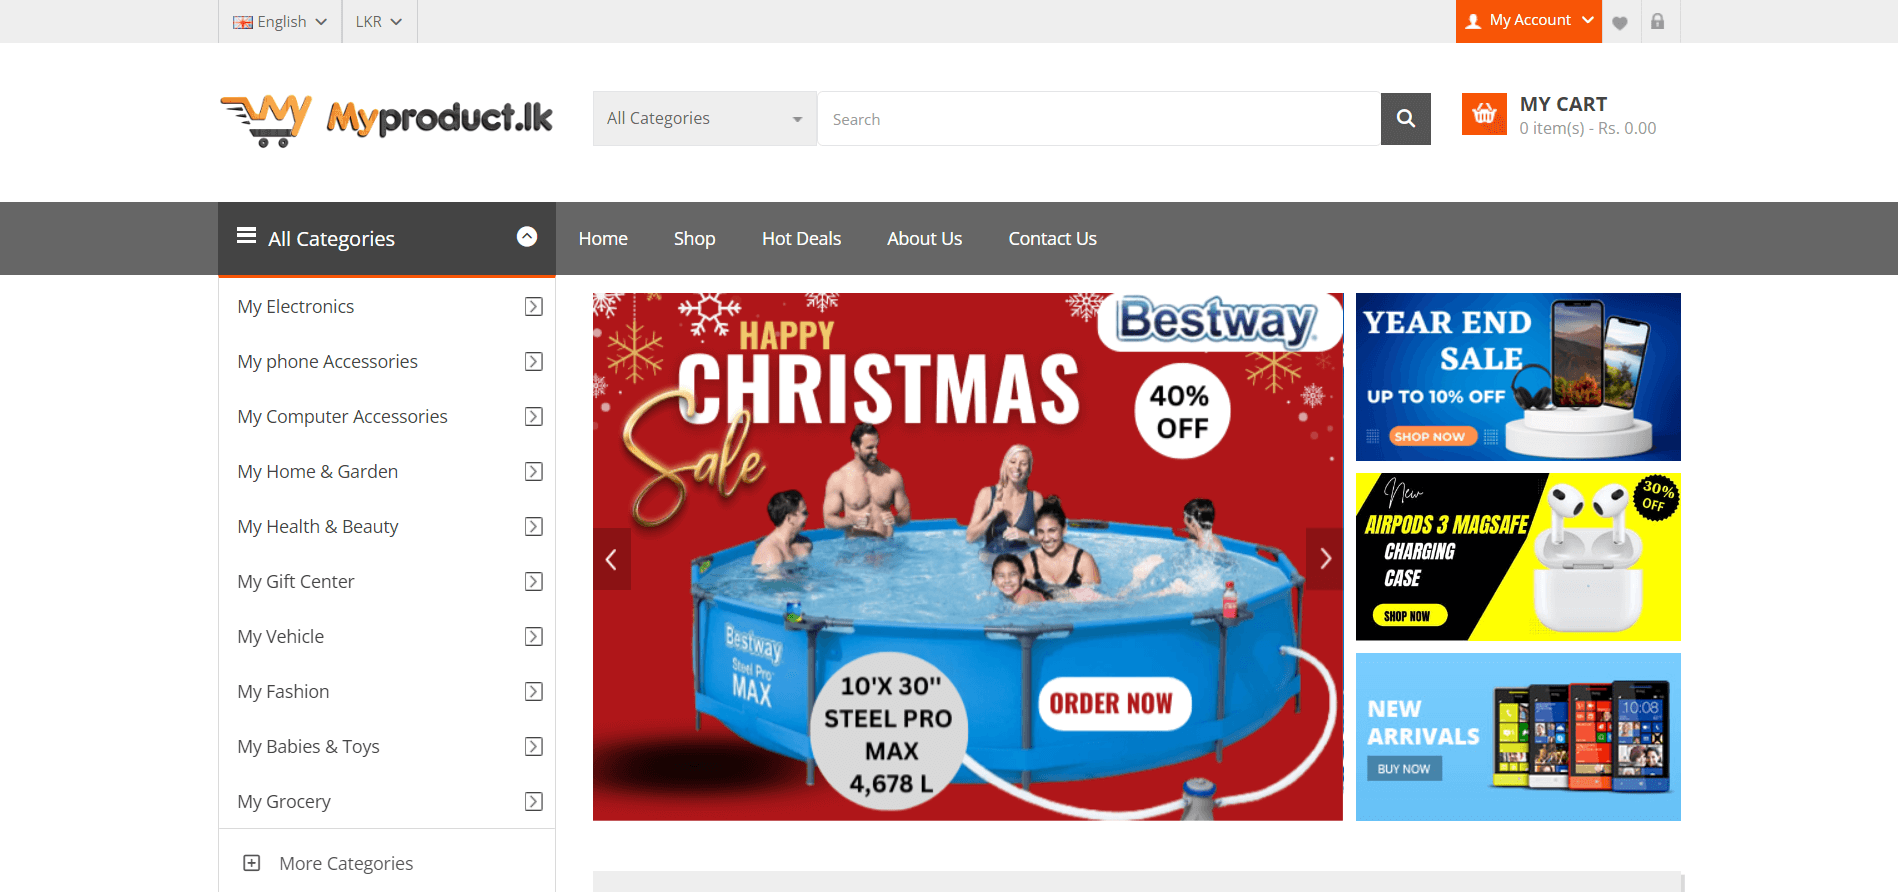 English
LKR
My Account
My
Myproduct.lk
All Categories
Search
MY CART
0 item(s) - Rs. 0.00
All Categories
Home
Shop
Hot Deals
About Us
Contact Us
My Electronics
My phone Accessories
My Computer Accessories
My Home & Garden
My Health & Beauty
My Gift Center
My Vehicle
My Fashion
My Babies & Toys
My Grocery
More Categories
HAPPY
CHRISTMAS
Sale
Bestway®
40%
OFF
Bestway
Steel Pro™
MAX
10'X 30''
STEEL PRO
MAX
4,678 L
ORDER NOW
YEAR END
SALE
UP TO 10% OFF
SHOP NOW
New
AIRPODS 3 MAGSAFE
CHARGING
CASE
SHOP NOW
30%
OFF
NEW
ARRIVALS
BUY NOW
10:08